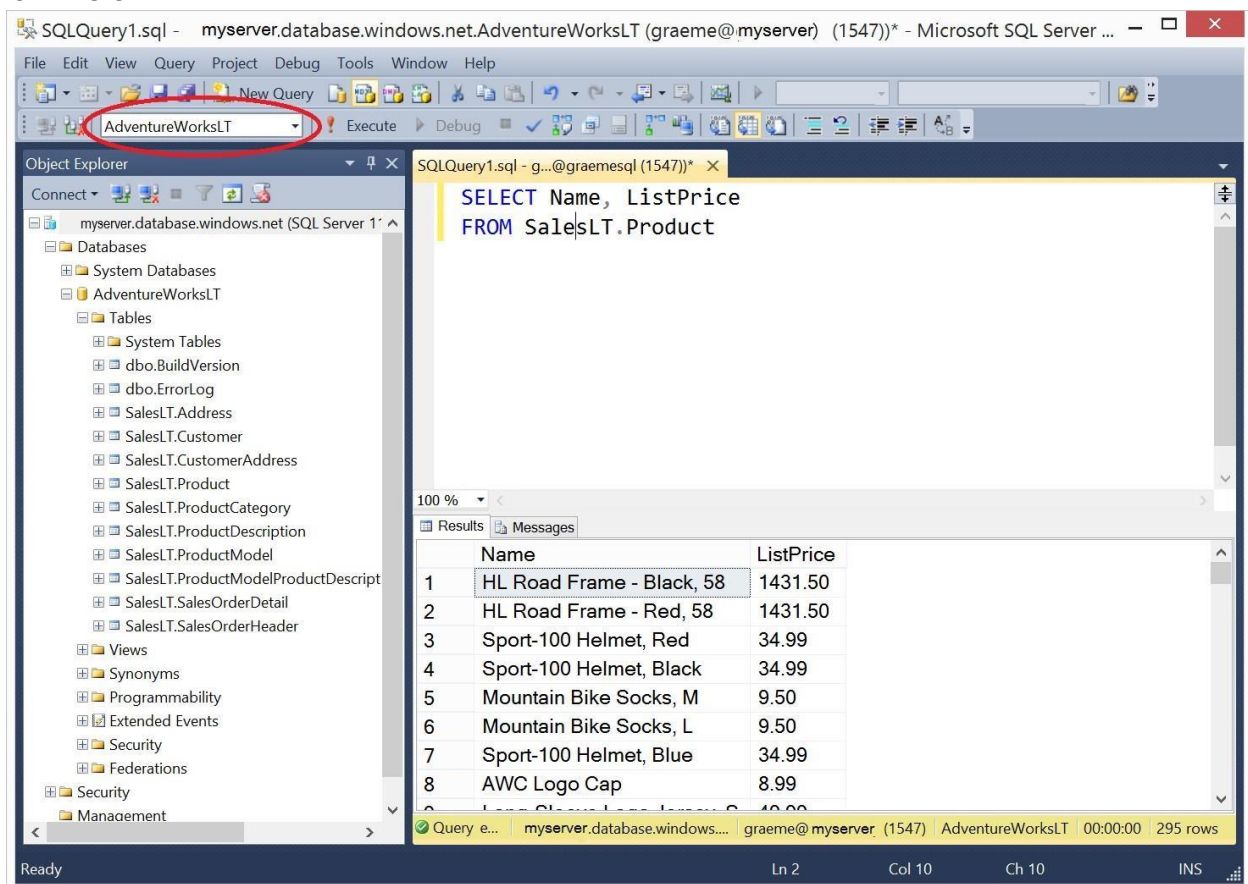 SQLQuery1.sql - myserver.database.windows.net.AdventureWorksLT (graeme@myserver) (1547))* - Microsoft SQL Server ...
File Edit View Query Project Debug Tools Window Help
New Query
AdventureWorksLT
Execute Debug
Object Explorer
Connect
myserver.database.windows.net (SQL Server 1
Databases
System Databases
AdventureWorksLT
Tables
System Tables
dbo.BuildVersion
dbo.ErrorLog
SalesLT.Address
SalesLT.Customer
SalesLT.CustomerAddress
SalesLT.Product
SalesLT.ProductCategory
SalesLT.ProductDescription
SalesLT.ProductModel
SalesLT.ProductModelProductDescript
SalesLT.SalesOrderDetail
SalesLT.SalesOrderHeader
Views
Synonyms
Programmability
Extended Events
Security
Federations
Security
Management
SQLQuery1.sql - g...@graemesql (1547))*
SELECT Name, ListPrice
FROM SalesLT.Product
100 %
Results Messages
Name ListPrice
1 HL Road Frame - Black, 58 1431.50
2 HL Road Frame - Red, 58 1431.50
3 Sport-100 Helmet, Red 34.99
4 Sport-100 Helmet, Black 34.99
5 Mountain Bike Socks, M 9.50
6 Mountain Bike Socks, L 9.50
7 Sport-100 Helmet, Blue 34.99
8 AWC Logo Cap 8.99
Query e... myserver.database.windows.... graeme@myserver (1547) AdventureWorksLT 00:00:00 295 rows
Ready Ln 2 Col 10 Ch 10 INS